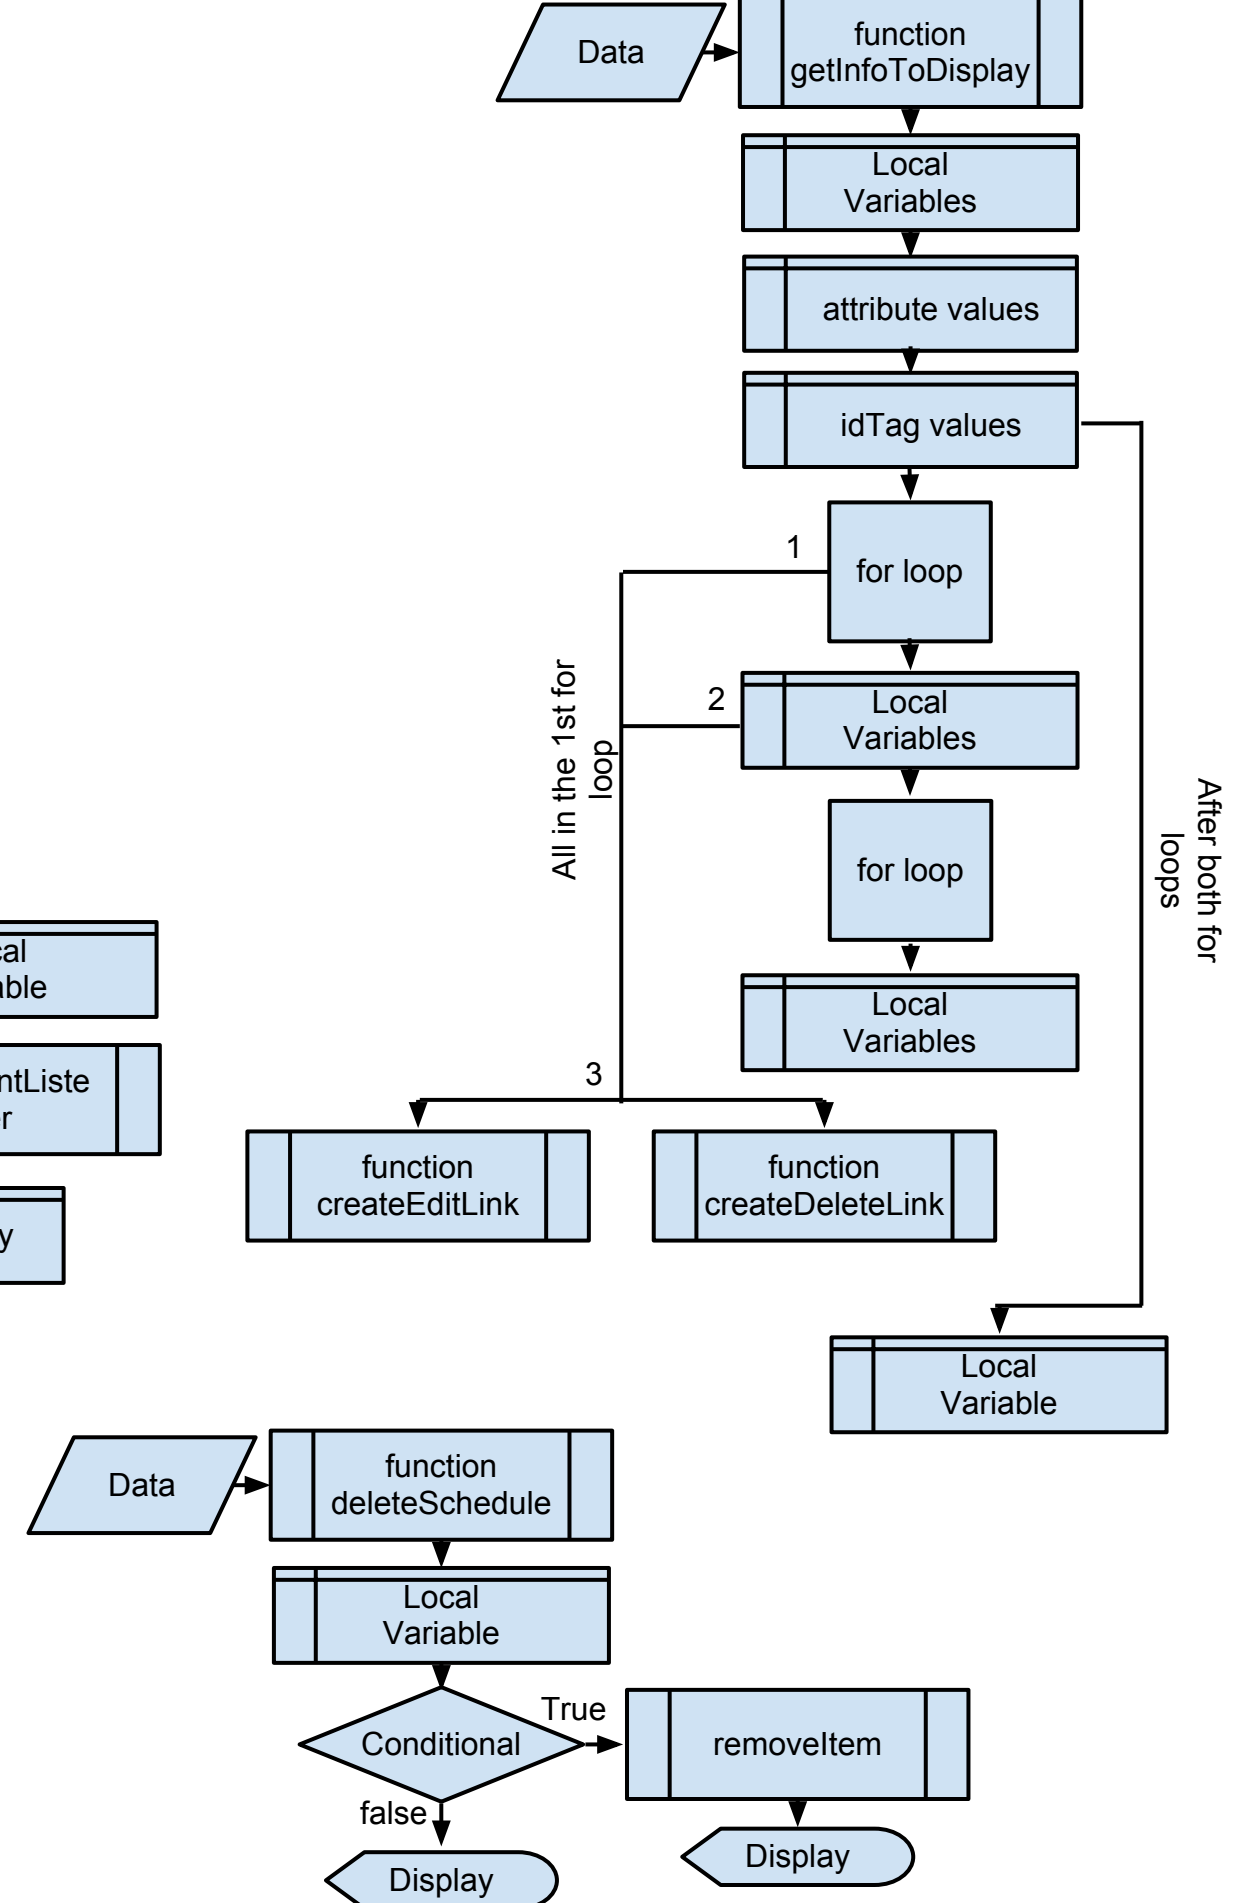 Data
function
getInfoToDisplay
Local
Variables
attribute values
idTag values
1
for loop
All in the 1st for
loop
2
Local
Variables
After both for
loops
for loop
Local
Variables
3
function
createEditLink
function
createDeleteLink
Local
Variable
Data
function
deleteSchedule
Local
Variable
Conditional
True
removeItem
false
Display
Display